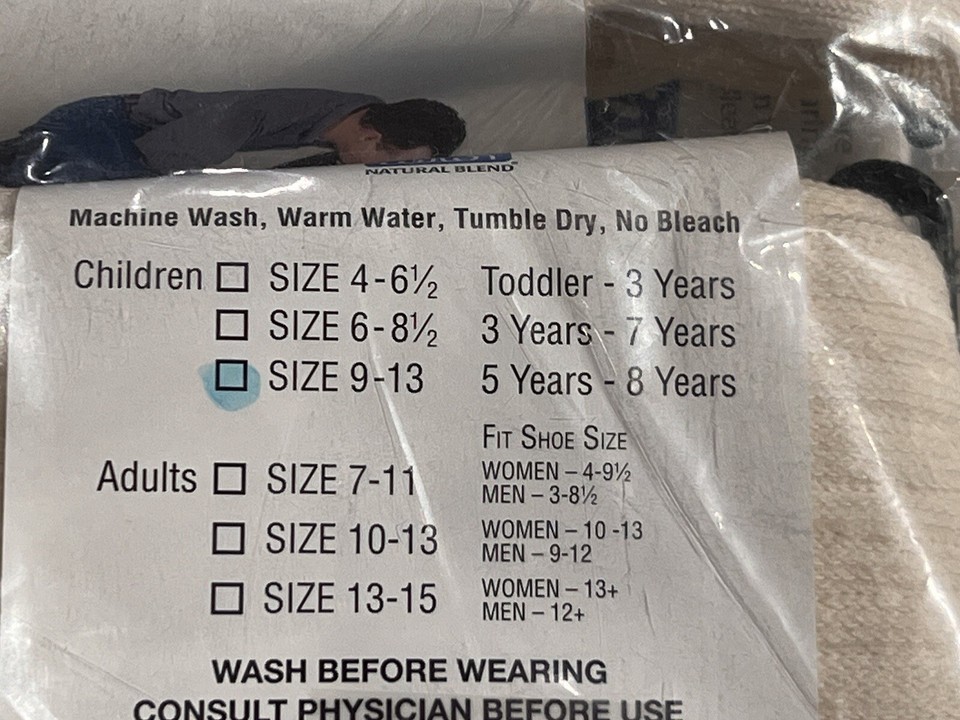 NATURAL BLEND
Machine Wash, Warm Water, Tumble Dry, No Bleach
Children ☐ SIZE 4-6½ Toddler - 3 Years
☐ SIZE 6-8½ 3 Years - 7 Years
☐ SIZE 9-13 5 Years - 8 Years
FIT SHOE SIZE
Adults ☐ SIZE 7-11 WOMEN – 4-9½
MEN – 3-8½
☐ SIZE 10-13 WOMEN – 10 -13
MEN – 9-12
☐ SIZE 13-15 WOMEN – 13+
MEN – 12+
WASH BEFORE WEARING
CONSULT PHYSICIAN BEFORE USE